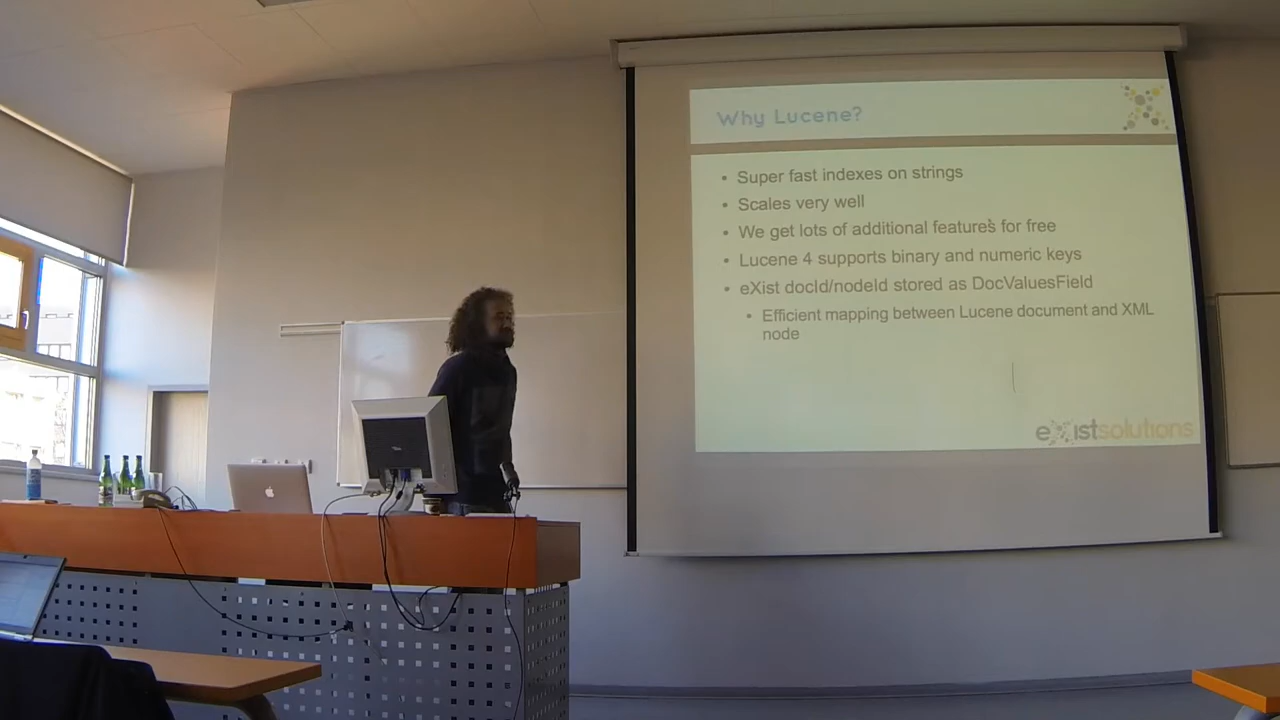 Why Lucene?
• Super fast indexes on strings
• Scales very well
• We get lots of additional features for free
• Lucene 4 supports binary and numeric keys
• eXist docId/nodeId stored as DocValuesField
• Efficient mapping between Lucene document and XML
node
eXistsolutions